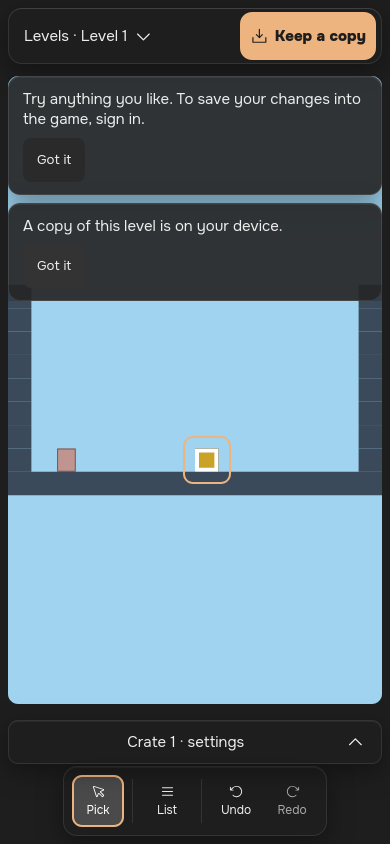 Levels · Level 1
Keep a copy
Try anything you like. To save your changes into
the game, sign in.
Got it
A copy of this level is on your device.
Got it
Crate 1 · settings
Pick
List
Undo
Redo